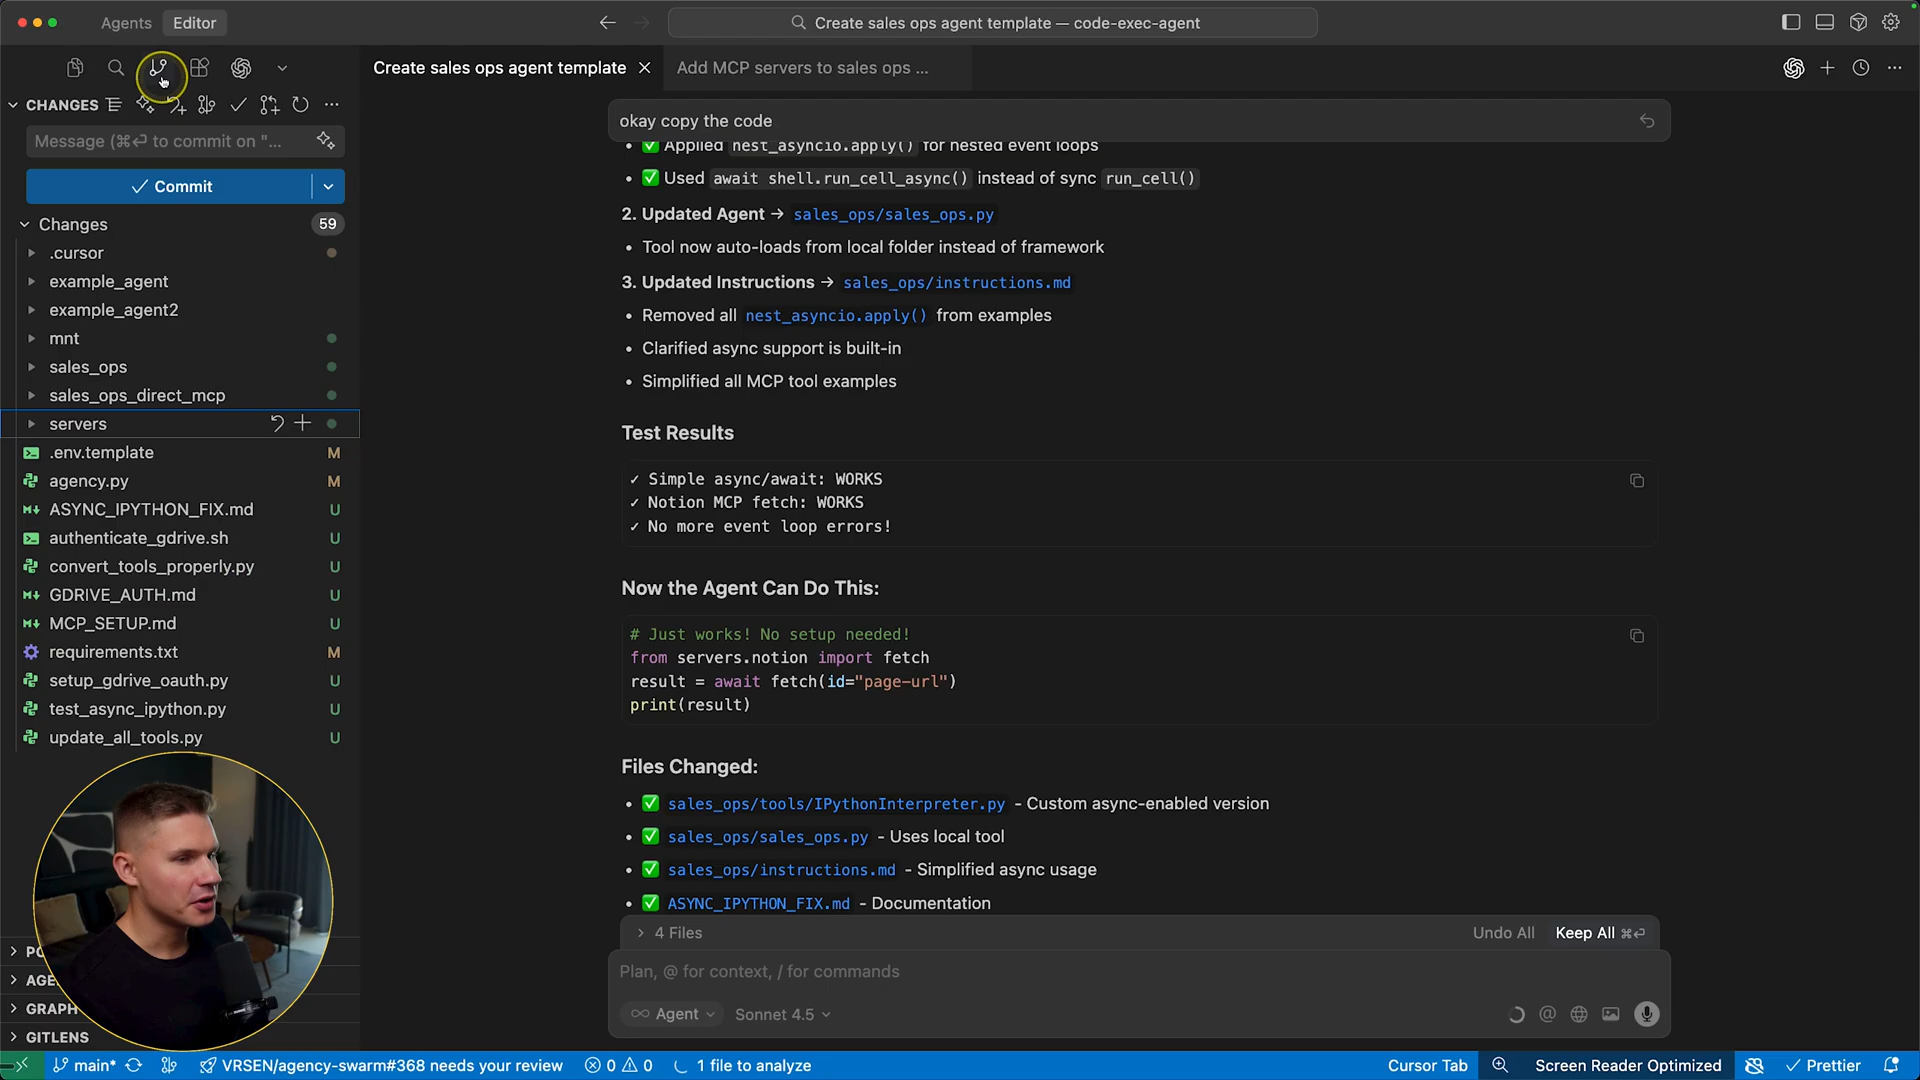 Agents Editor
Create sales ops agent template — code-exec-agent
Create sales ops agent template
Add MCP servers to sales ops ...
CHANGES
Message (⌘⏎ to commit on "...
Commit
Changes 59
.cursor
example_agent
example_agent2
mnt
sales_ops
sales_ops_direct_mcp
servers
.env.template M
agency.py M
ASYNC_IPYTHON_FIX.md U
authenticate_gdrive.sh U
convert_tools_properly.py U
GDRIVE_AUTH.md U
MCP_SETUP.md U
requirements.txt M
setup_gdrive_oauth.py U
test_async_ipython.py U
update_all_tools.py U
GRAPH
GITLENS
okay copy the code
• ✅ Applied nest_asyncio.apply() for nested event loops
• ✅ Used await shell.run_cell_async() instead of sync run_cell()
2. Updated Agent → sales_ops/sales_ops.py
• Tool now auto-loads from local folder instead of framework
3. Updated Instructions → sales_ops/instructions.md
• Removed all nest_asyncio.apply() from examples
• Clarified async support is built-in
• Simplified all MCP tool examples
Test Results
✓ Simple async/await: WORKS
✓ Notion MCP fetch: WORKS
✓ No more event loop errors!
Now the Agent Can Do This:
# Just works! No setup needed!
from servers.notion import fetch
result = await fetch(id="page-url")
print(result)
Files Changed:
• ✅ sales_ops/tools/IPythonInterpreter.py - Custom async-enabled version
• ✅ sales_ops/sales_ops.py - Uses local tool
• ✅ sales_ops/instructions.md - Simplified async usage
• ✅ ASYNC_IPYTHON_FIX.md - Documentation
4 Files Undo All Keep All ⌘⏎
Plan, @ for context, / for commands
∞ Agent Sonnet 4.5
main* VRSEN/agency-swarm#368 needs your review 0 0 1 file to analyze Cursor Tab Screen Reader Optimized Prettier